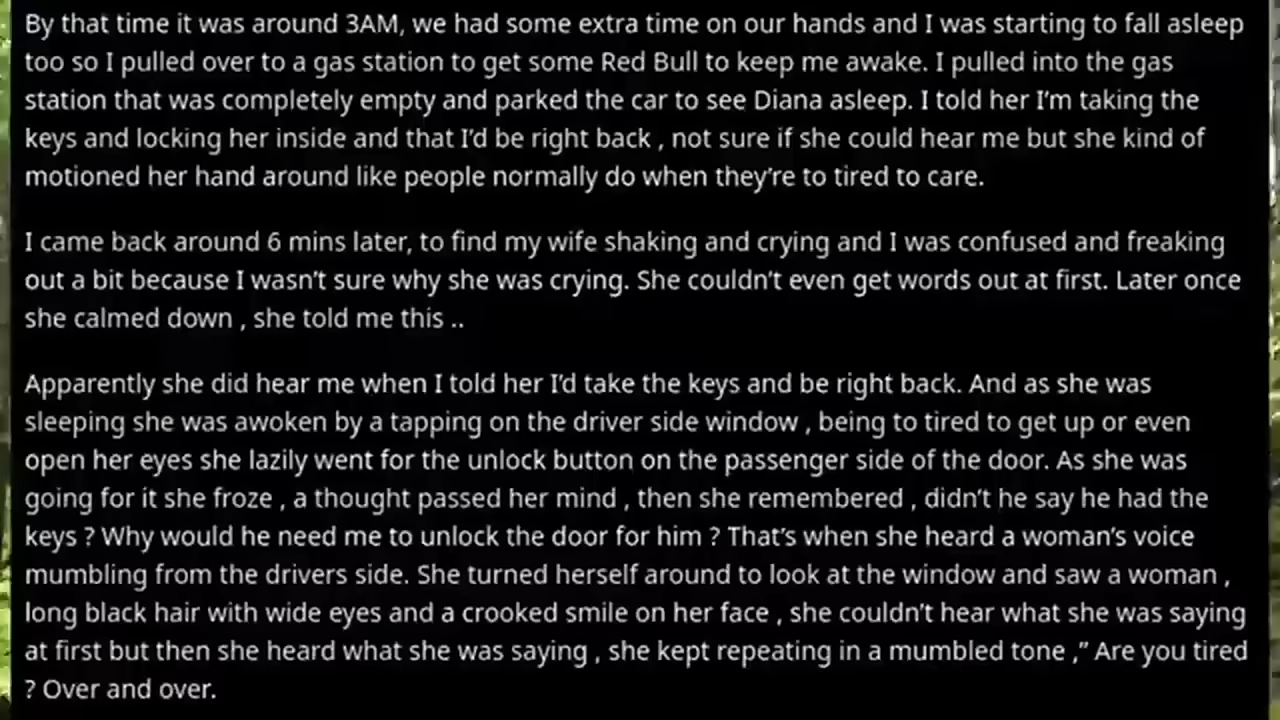 By that time it was around 3AM, we had some extra time on our hands and I was starting to fall asleep
too so I pulled over to a gas station to get some Red Bull to keep me awake. I pulled into the gas
station that was completely empty and parked the car to see Diana asleep. I told her I'm taking the
keys and locking her inside and that I'd be right back , not sure if she could hear me but she kind of
motioned her hand around like people normally do when they're to tired to care.
I came back around 6 mins later, to find my wife shaking and crying and I was confused and freaking
out a bit because I wasn't sure why she was crying. She couldn't even get words out at first. Later once
she calmed down , she told me this ..
Apparently she did hear me when I told her I'd take the keys and be right back. And as she was
sleeping she was awoken by a tapping on the driver side window , being to tired to get up or even
open her eyes she lazily went for the unlock button on the passenger side of the door. As she was
going for it she froze , a thought passed her mind , then she remembered , didn't he say he had the
keys ? Why would he need me to unlock the door for him ? That's when she heard a woman's voice
mumbling from the drivers side. She turned herself around to look at the window and saw a woman ,
long black hair with wide eyes and a crooked smile on her face , she couldn't hear what she was saying
at first but then she heard what she was saying , she kept repeating in a mumbled tone ,” Are you tired
? Over and over.